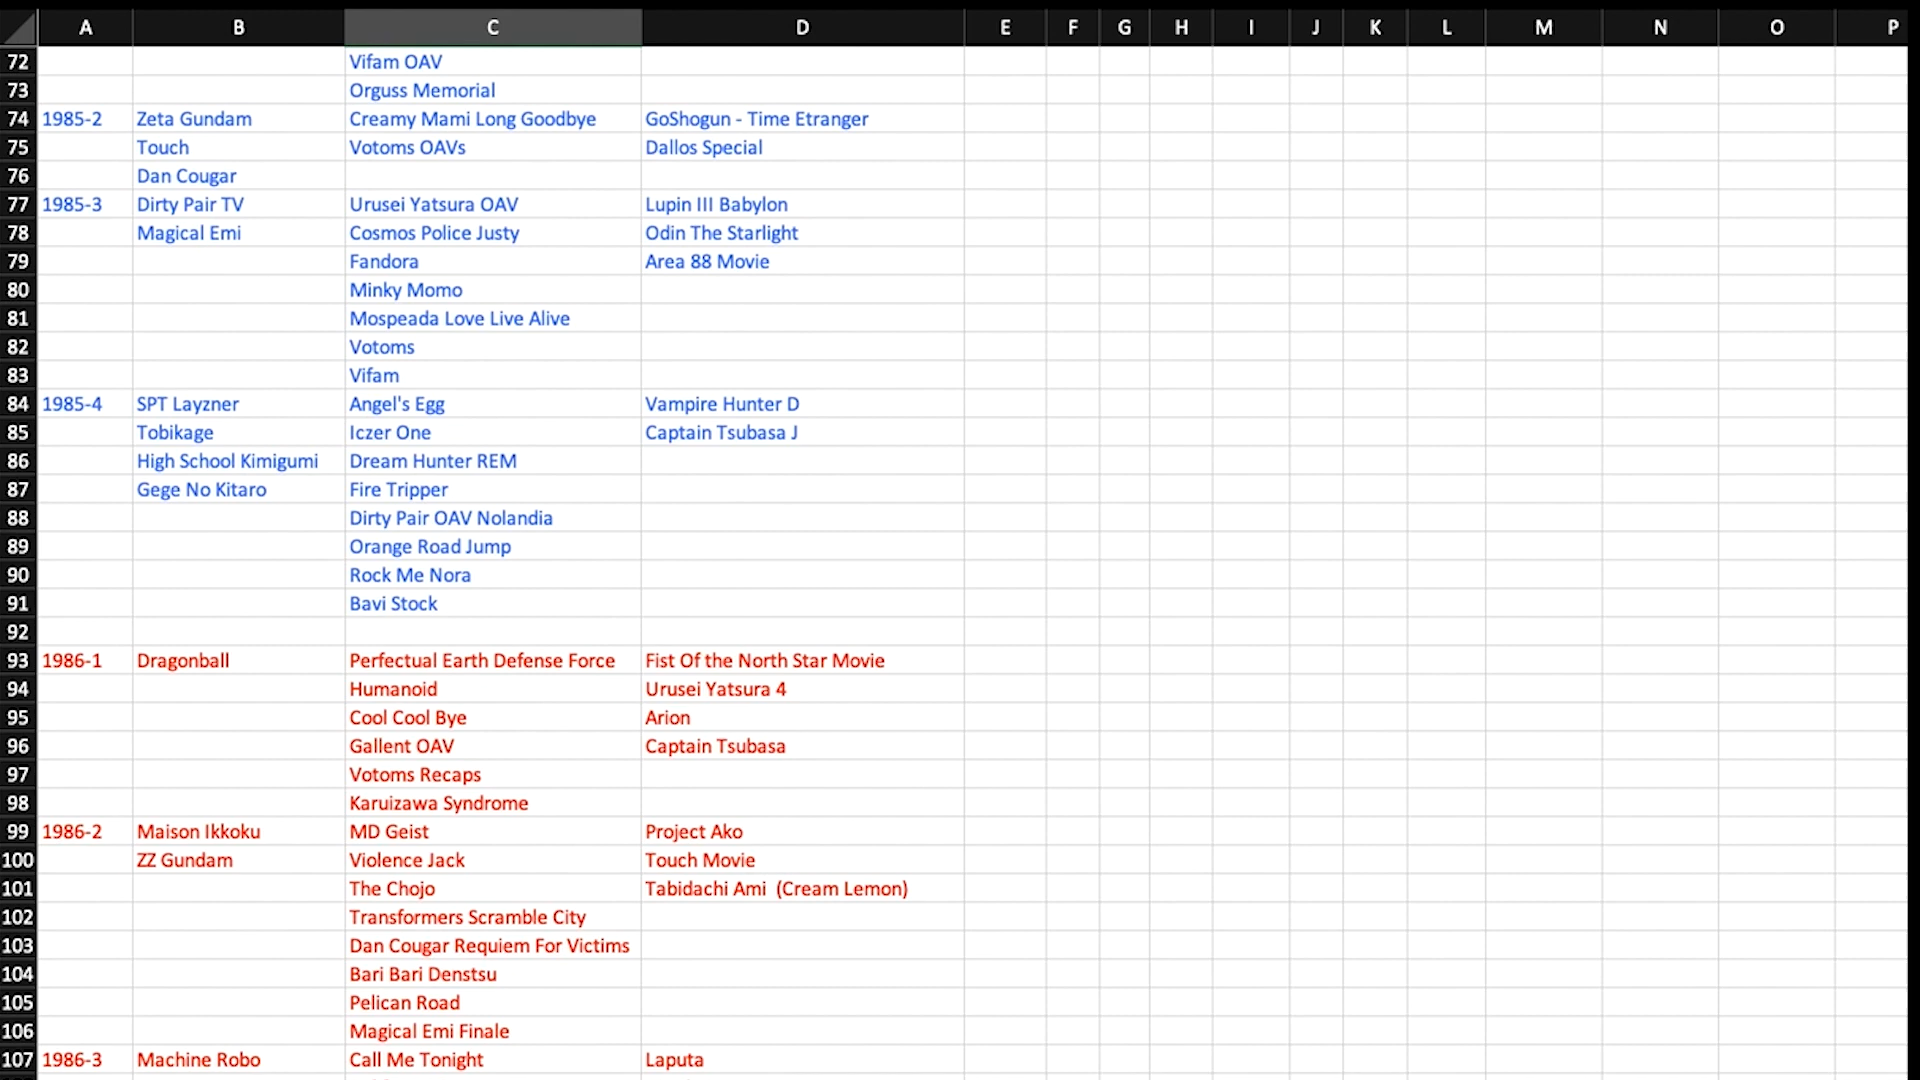 A B C D E F G H I J K L M N O P
72 Vifam OAV
73 Orguss Memorial
74 1985-2 Zeta Gundam Creamy Mami Long Goodbye GoShogun - Time Etranger
75 Touch Votoms OAVs Dallos Special
76 Dan Cougar
77 1985-3 Dirty Pair TV Urusei Yatsura OAV Lupin III Babylon
78 Magical Emi Cosmos Police Justy Odin The Starlight
79 Fandora Area 88 Movie
80 Minky Momo
81 Mospeada Love Live Alive
82 Votoms
83 Vifam
84 1985-4 SPT Layzner Angel's Egg Vampire Hunter D
85 Tobikage Iczer One Captain Tsubasa J
86 High School Kimigumi Dream Hunter REM
87 Gege No Kitaro Fire Tripper
88 Dirty Pair OAV Nolandia
89 Orange Road Jump
90 Rock Me Nora
91 Bavi Stock
92
93 1986-1 Dragonball Perfectual Earth Defense Force Fist Of the North Star Movie
94 Humanoid Urusei Yatsura 4
95 Cool Cool Bye Arion
96 Gallent OAV Captain Tsubasa
97 Votoms Recaps
98 Karuizawa Syndrome
99 1986-2 Maison Ikkoku MD Geist Project Ako
100 ZZ Gundam Violence Jack Touch Movie
101 The Chojo Tabidachi Ami (Cream Lemon)
102 Transformers Scramble City
103 Dan Cougar Requiem For Victims
104 Bari Bari Denstsu
105 Pelican Road
106 Magical Emi Finale
107 1986-3 Machine Robo Call Me Tonight Laputa